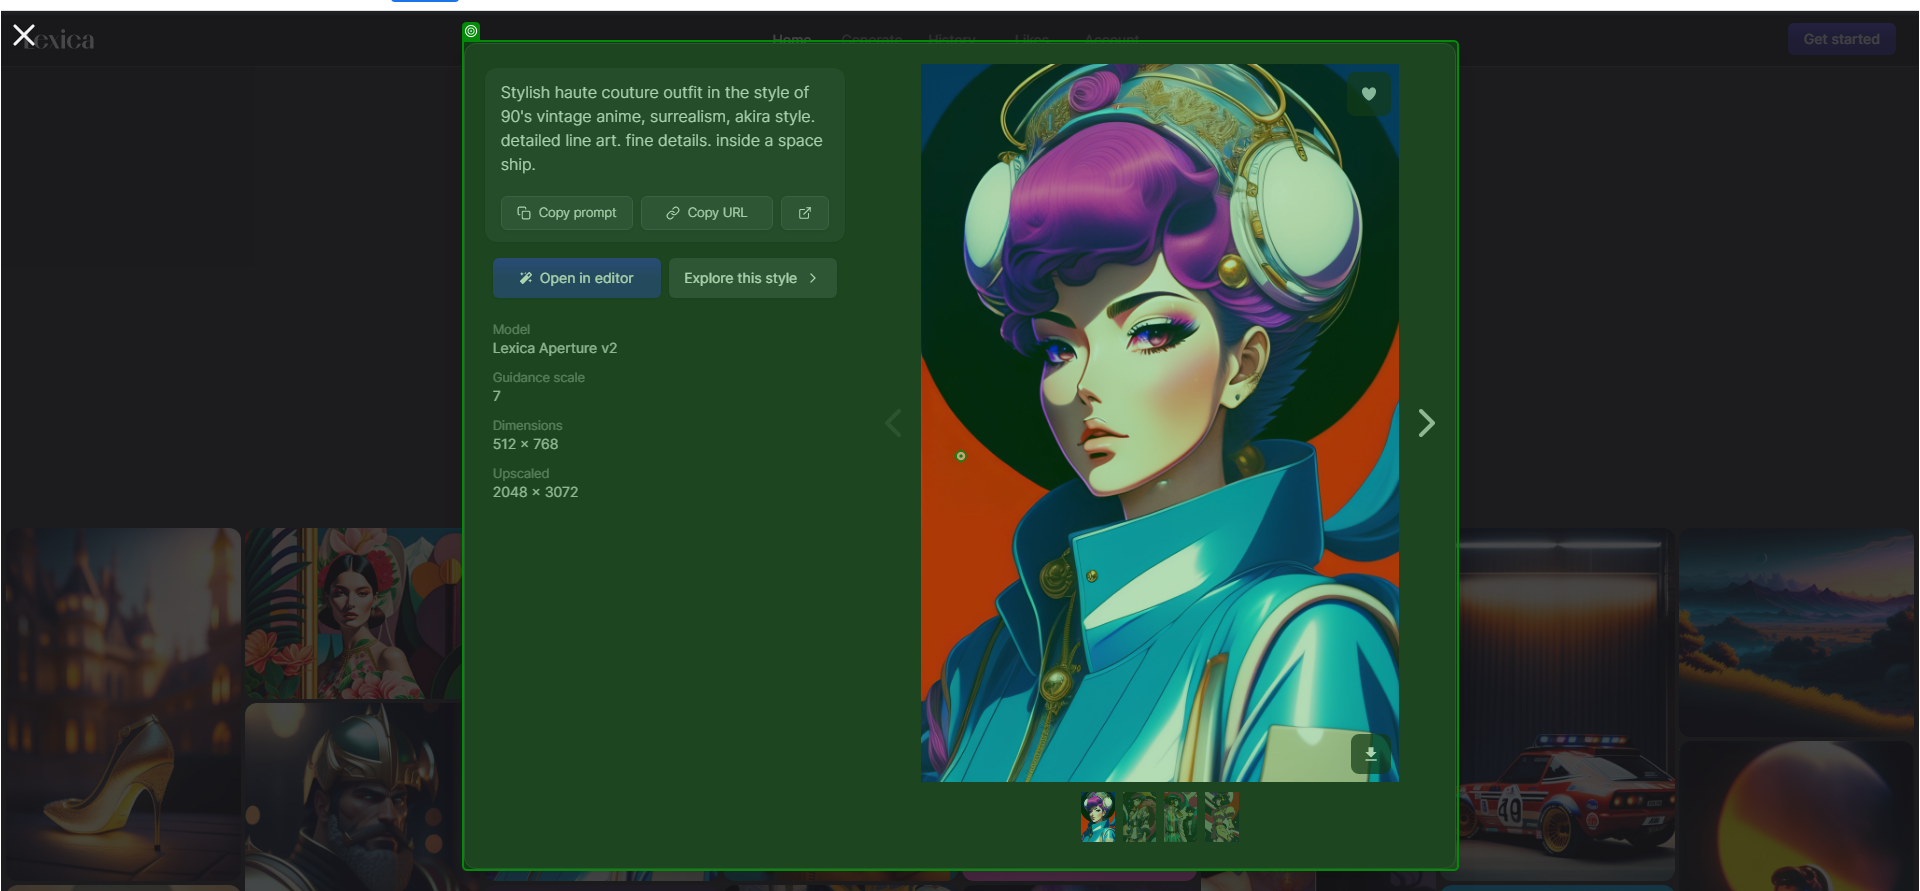 Lexica
Home Generate History Likes Account
Get started
Stylish haute couture outfit in the style of
90's vintage anime, surrealism, akira style.
detailed line art. fine details. inside a space
ship.
Copy prompt
Copy URL
Open in editor
Explore this style
Model
Lexica Aperture v2
Guidance scale
7
Dimensions
512 × 768
Upscaled
2048 × 3072
49